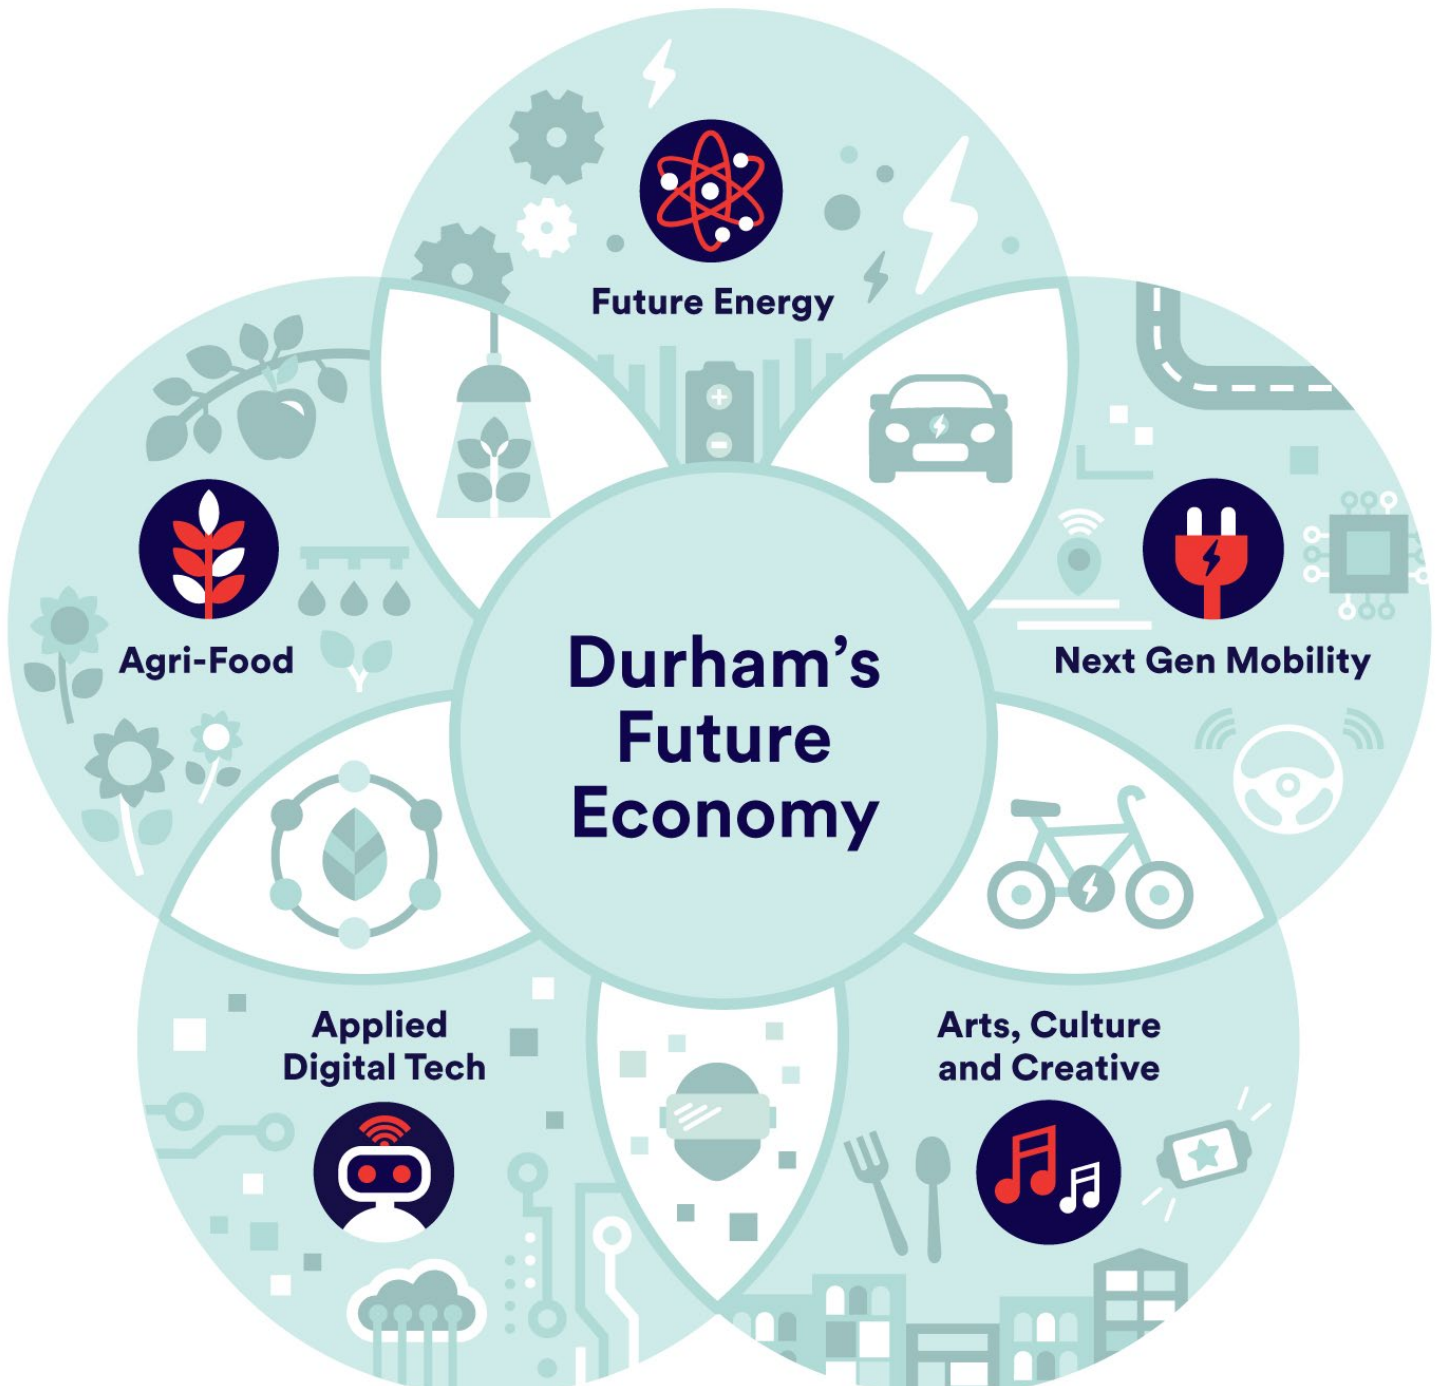 Future Energy
Agri-Food
Next Gen Mobility
Durham’s
Future
Economy
Applied
Digital Tech
Arts, Culture
and Creative